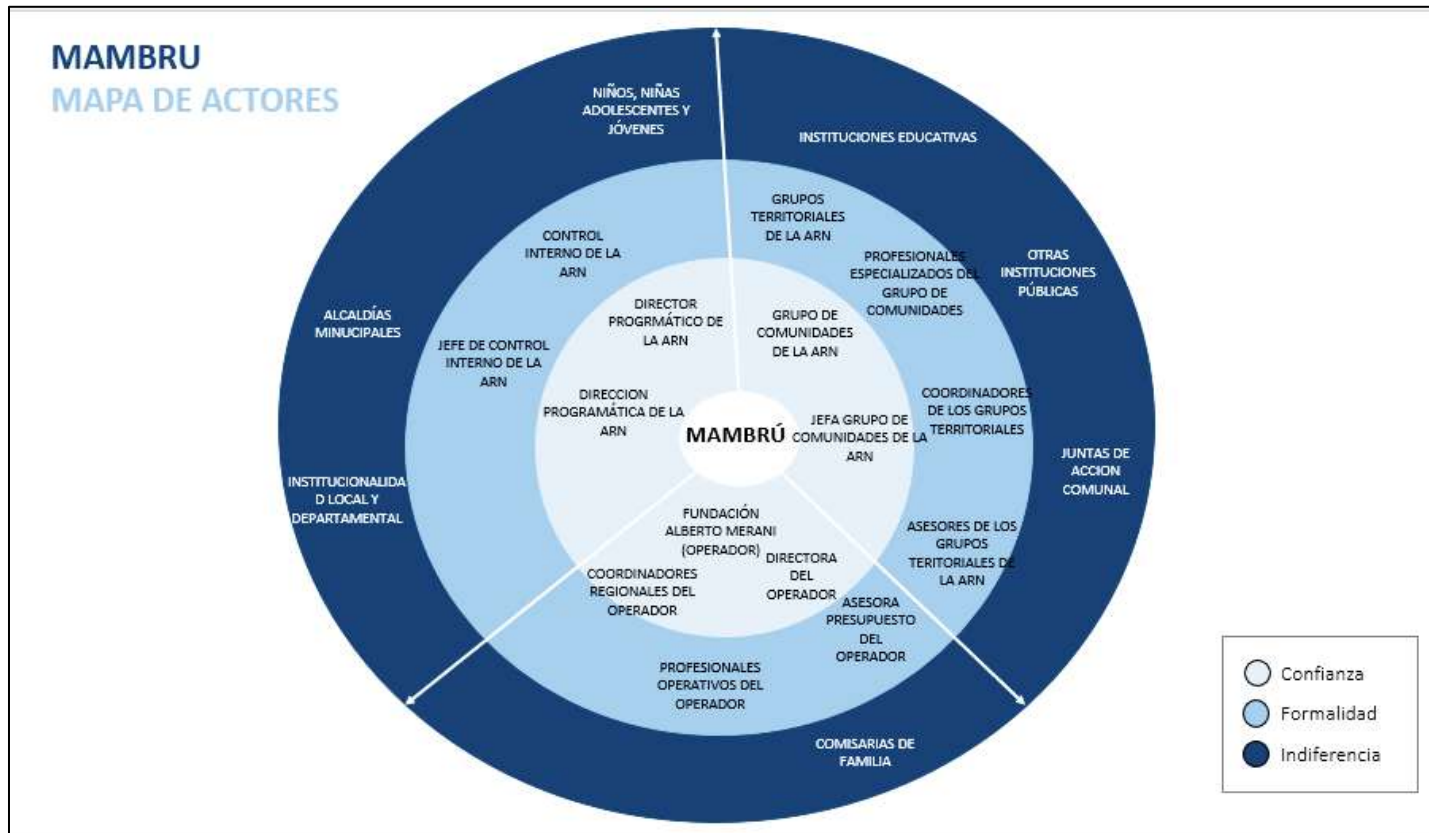 MAMBRU
MAPA DE ACTORES
NIÑOS, NIÑAS
ADOLESCENTES Y
JÓVENES
INSTITUCIONES EDUCATIVAS
GRUPOS
TERRITORIALES
DE LA ARN
CONTROL
INTERNO DE LA
ARN
PROFESIONALES
ESPECIALIZADOS DEL
GRUPO DE
COMUNIDADES
OTRAS
INSTITUCIONES
PÚBLICAS
ALCALDÍAS
MINUCIPALES
DIRECTOR
PROGRMÁTICO DE
LA ARN
GRUPO DE
COMUNIDADES
DE LA ARN
JEFE DE CONTROL
INTERNO DE LA
ARN
DIRECCION
PROGRAMÁTICA DE LA
ARN
MAMBRÚ
JEFA GRUPO DE
COMUNIDADES DE LA
ARN
COORDINADORES
DE LOS GRUPOS
TERRITORIALES
JUNTAS DE
ACCION
COMUNAL
INSTITUCIONALIDA
D LOCAL Y
DEPARTAMENTAL
FUNDACIÓN
ALBERTO MERANI
(OPERADOR)
DIRECTORA
DEL
OPERADOR
COORDINADORES
REGIONALES DEL
OPERADOR
ASESORES DE LOS
GRUPOS
TERITORIALES DE
LA ARN
ASESORA
PRESUPUESTO
DEL
OPERADOR
PROFESIONALES
OPERATIVOS DEL
OPERADOR
COMISARIAS DE
FAMILIA
Confianza
Formalidad
Indiferencia